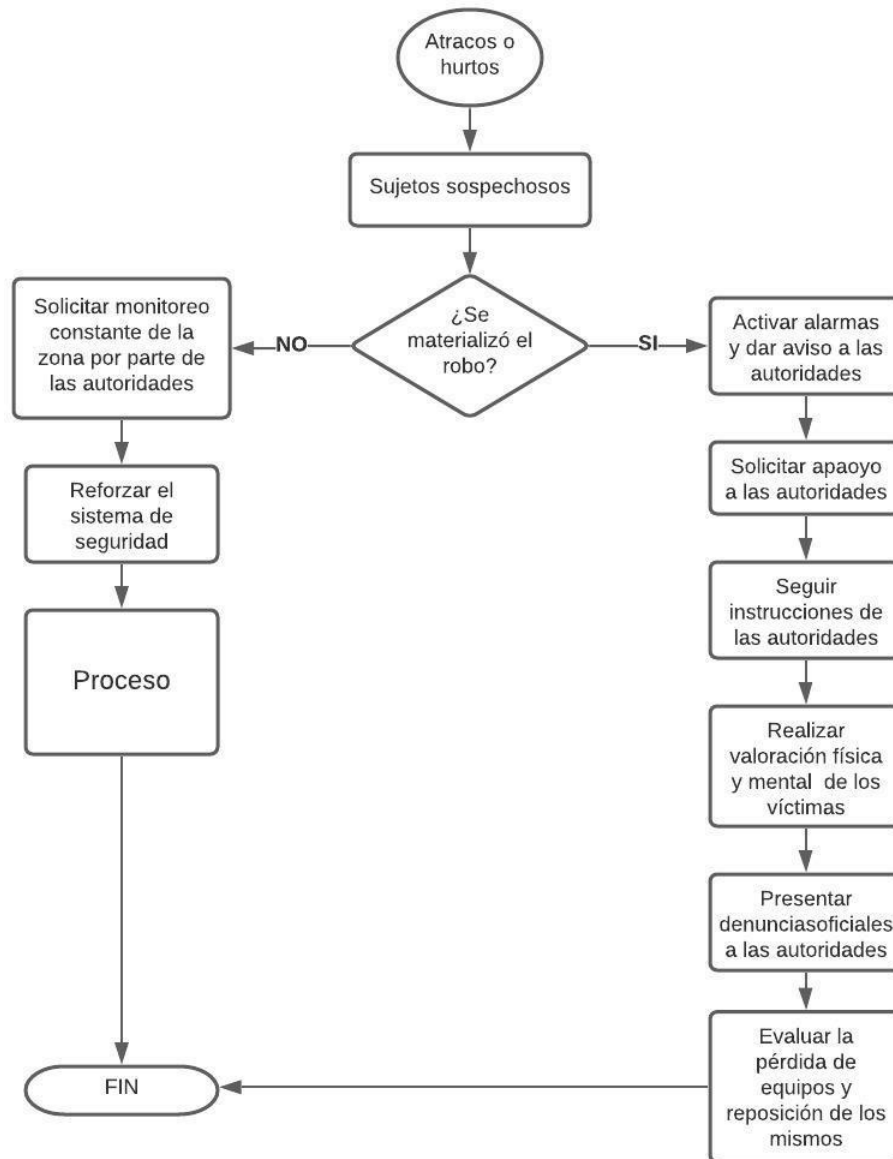 Atracos o
hurtos
Sujetos sospechosos
¿Se
materializó el
robo?
NO
SI
Solicitar monitoreo
constante de la
zona por parte de
las autoridades
Reforzar el
sistema de
seguridad
Proceso
FIN
Activar alarmas
y dar aviso a las
autoridades
Solicitar apaoyo
a las autoridades
Seguir
instrucciones de
las autoridades
Realizar
valoración física
y mental de los
víctimas
Presentar
denunciasoficiales
a las autoridades
Evaluar la
pérdida de
equipos y
reposición de los
mismos